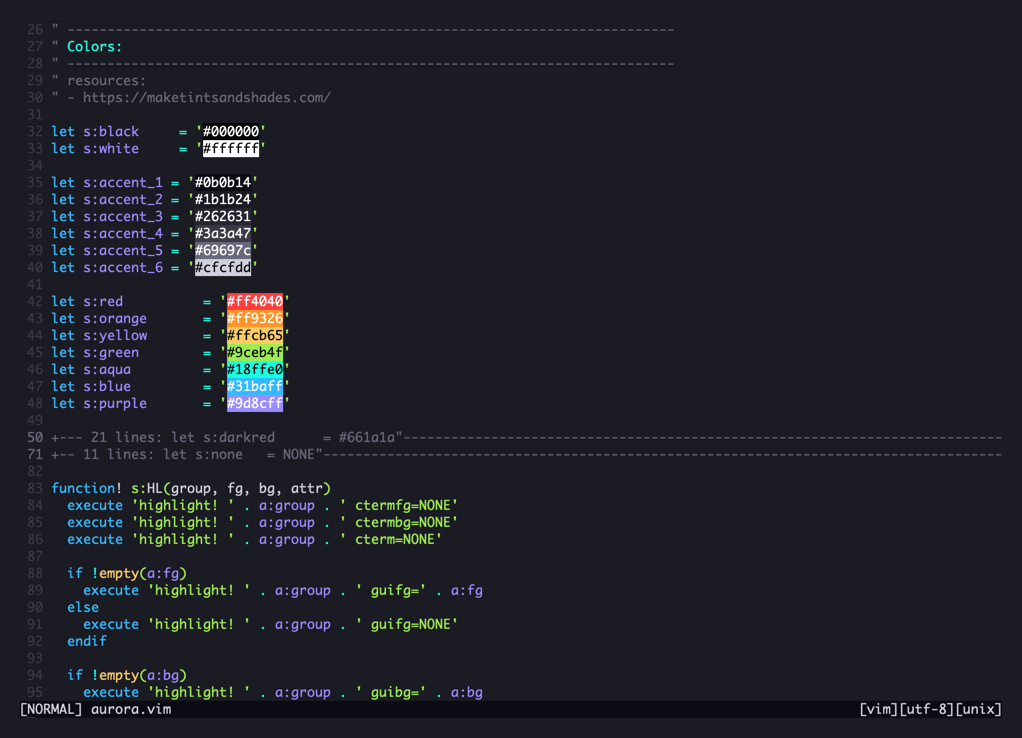 26 " ----------------------------------------------------------------------------
27 " Colors:
28 " ----------------------------------------------------------------------------
29 " resources:
30 " - https://maketintsandshades.com/
31
32 let s:black     = '#000000'
33 let s:white     = '#ffffff'
34
35 let s:accent_1 = '#0b0b14'
36 let s:accent_2 = '#1b1b24'
37 let s:accent_3 = '#262631'
38 let s:accent_4 = '#3a3a47'
39 let s:accent_5 = '#69697c'
40 let s:accent_6 = '#cfcfdd'
41
42 let s:red          = '#ff4040'
43 let s:orange       = '#ff9326'
44 let s:yellow       = '#ffcb65'
45 let s:green        = '#9ceb4f'
46 let s:aqua         = '#18ffe0'
47 let s:blue         = '#31baff'
48 let s:purple       = '#9d8cff'
49
50 +--- 21 lines: let s:darkred      = #661a1a"---------------------------------------------------------------------------
71 +-- 11 lines: let s:none   = NONE"-------------------------------------------------------------------------------------
82
83 function! s:HL(group, fg, bg, attr)
84   execute 'highlight! ' . a:group . ' ctermfg=NONE'
85   execute 'highlight! ' . a:group . ' ctermbg=NONE'
86   execute 'highlight! ' . a:group . ' cterm=NONE'
87
88   if !empty(a:fg)
89     execute 'highlight! ' . a:group . ' guifg=' . a:fg
90   else
91     execute 'highlight! ' . a:group . ' guifg=NONE'
92   endif
93
94   if !empty(a:bg)
95     execute 'highlight! ' . a:group . ' guibg=' . a:bg
[NORMAL] aurora.vim [vim][utf-8][unix]